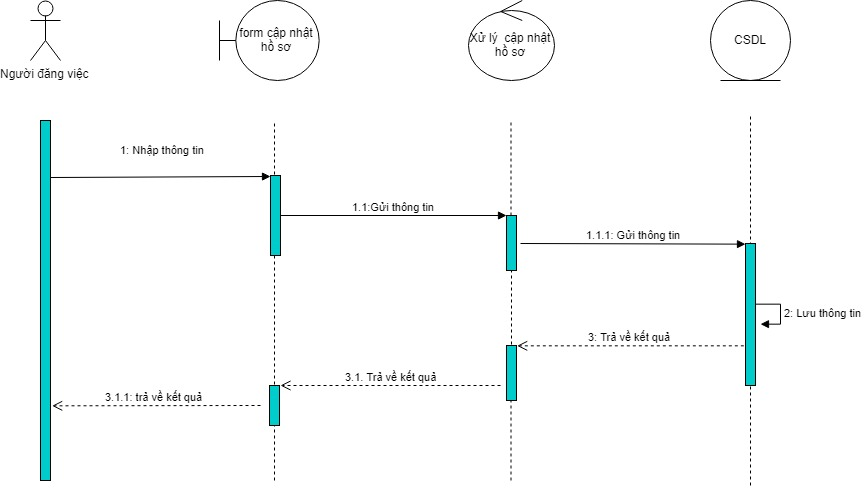 Người đăng việc
form cập nhật
hồ sơ
Xử lý cập nhật
hồ sơ
CSDL
1: Nhập thông tin
1.1:Gửi thông tin
1.1.1: Gửi thông tin
2: Lưu thông tin
3: Trả về kết quả
3.1. Trả về kết quả
3.1.1: trả về kết quả